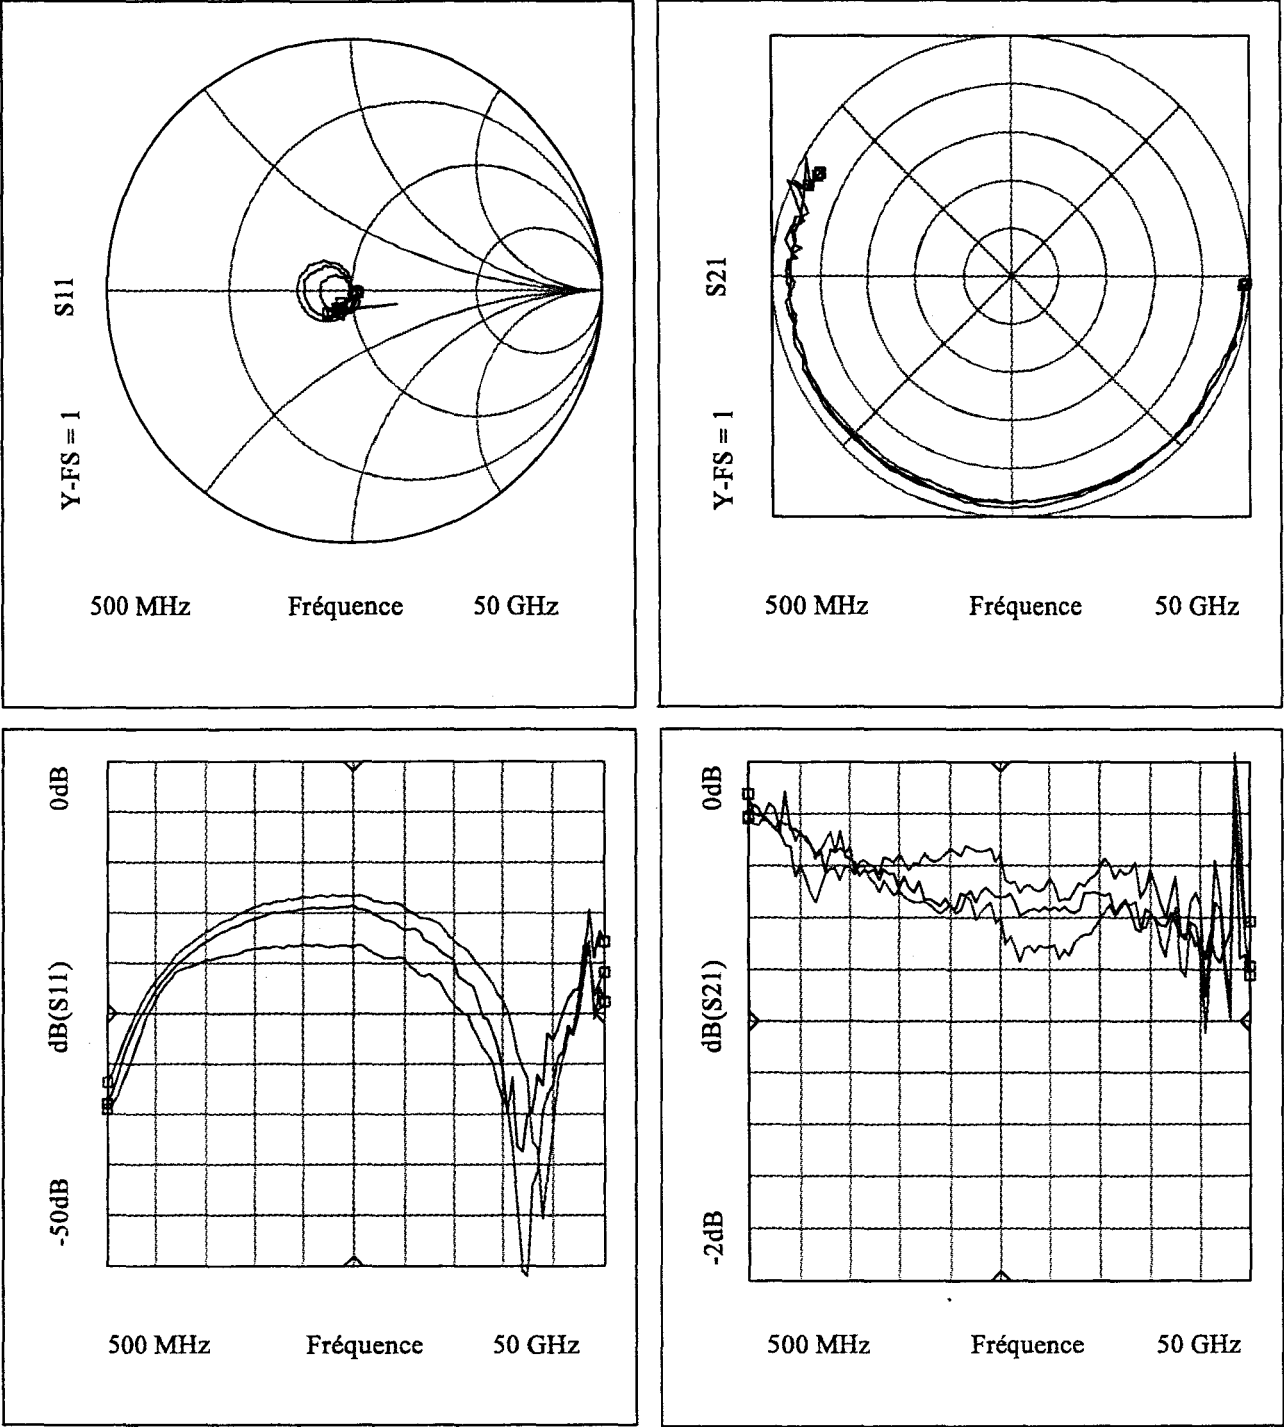 S11
Y-FS = 1
500 MHz Fréquence 50 GHz
S21
Y-FS = 1
500 MHz Fréquence 50 GHz
0dB
dB(S11)
-50dB
500 MHz Fréquence 50 GHz
0dB
dB(S21)
-2dB
500 MHz Fréquence 50 GHz